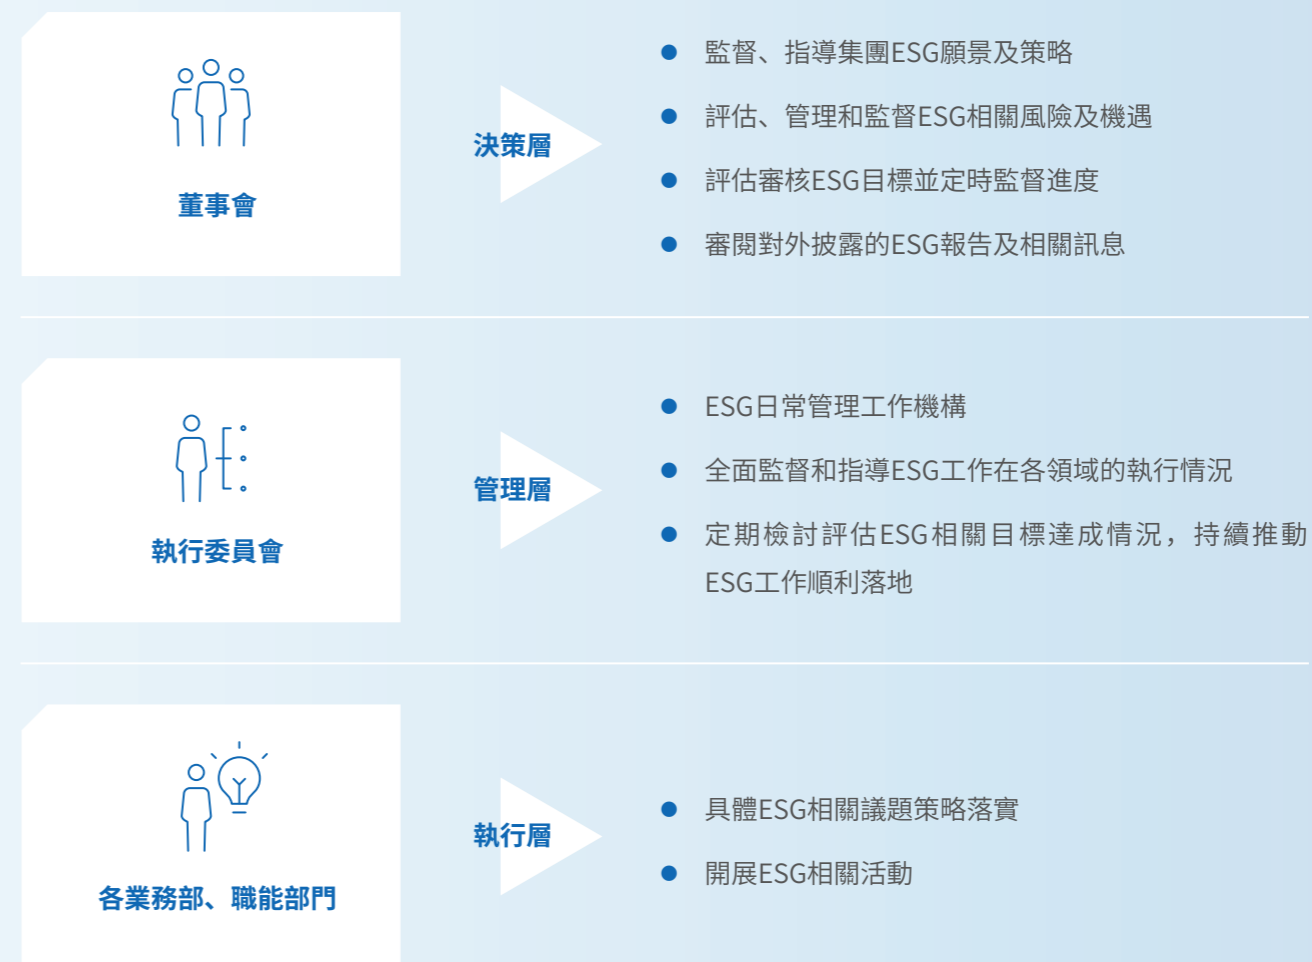 董事會
決策層
監督、指導集團ESG願景及策略
評估、管理和監督ESG相關風險及機遇
評估審核ESG目標並定時監督進度
審閱對外披露的ESG報告及相關訊息
執行委員會
管理層
ESG日常管理工作機構
全面監督和指導ESG工作在各領域的執行情況
定期檢討評估ESG相關目標達成情況，持續推動
ESG工作順利落地
各業務部、職能部門
執行層
具體ESG相關議題策略落實
開展ESG相關活動